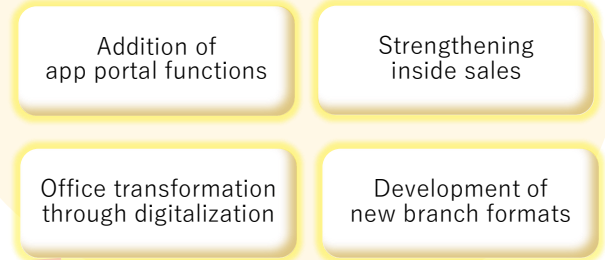 Addition of
app portal functions
Strengthening
inside sales
Office transformation
through digitalization
Development of
new branch formats